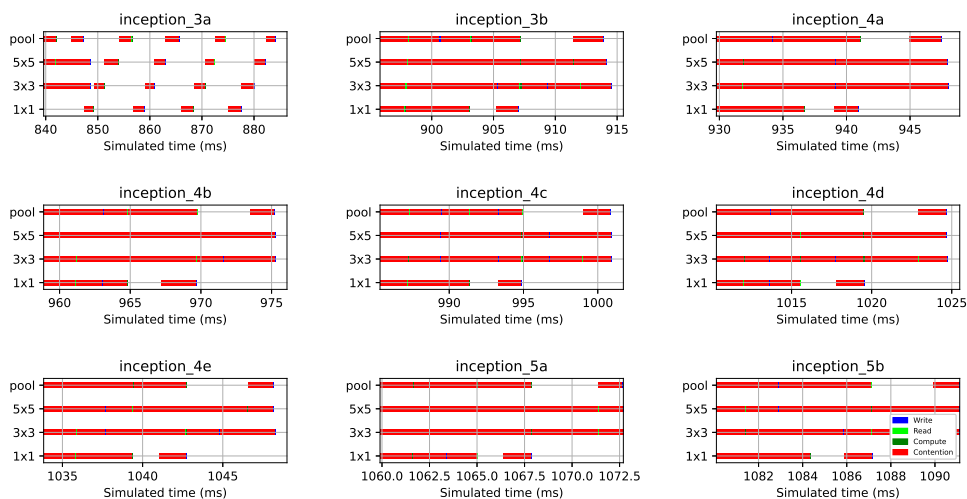 inception_3a
pool
5x5
3x3
1x1
840 850 860 870 880
Simulated time (ms)
inception_3b
pool
5x5
3x3
1x1
900 905 910 915
Simulated time (ms)
inception_4a
pool
5x5
3x3
1x1
930 935 940 945
Simulated time (ms)
inception_4b
pool
5x5
3x3
1x1
960 965 970 975
Simulated time (ms)
inception_4c
pool
5x5
3x3
1x1
990 995 1000
Simulated time (ms)
inception_4d
pool
5x5
3x3
1x1
1015 1020 1025
Simulated time (ms)
inception_4e
pool
5x5
3x3
1x1
1035 1040 1045
Simulated time (ms)
inception_5a
pool
5x5
3x3
1x1
1060.0 1062.5 1065.0 1067.5 1070.0 1072.5
Simulated time (ms)
inception_5b
pool
5x5
3x3
1x1
1082 1084 1086 1088 1090
Simulated time (ms)
Write
Read
Compute
Contention